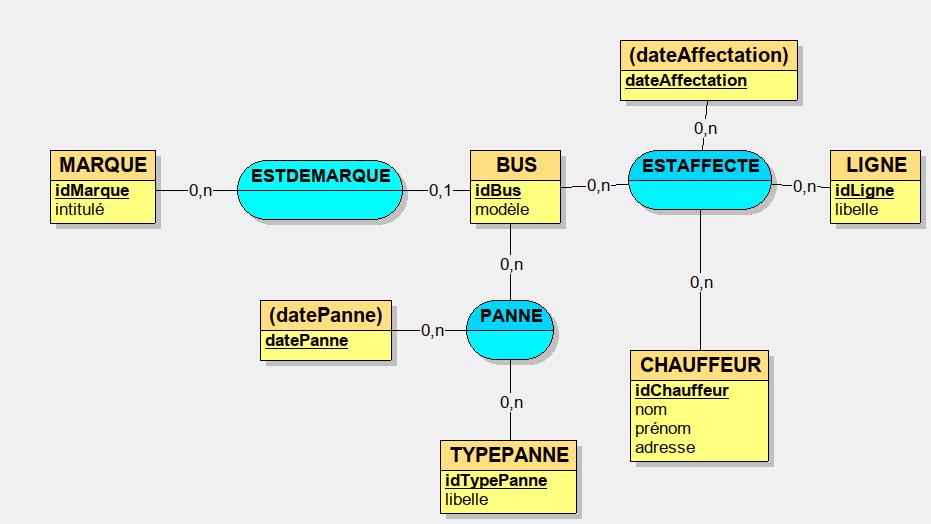 (dateAffectation)
dateAffectation
0,n
MARQUE
idMarque
intitulé
0,n
ESTDEMARQUE
0,1
BUS
idBus
modèle
0,n
ESTAFFECTE
0,n
LIGNE
idLigne
libelle
0,n
0,n
(datePanne)
datePanne
0,n
PANNE
0,n
CHAUFFEUR
idChauffeur
nom
prénom
adresse
TYPEPANNE
idTypePanne
libelle